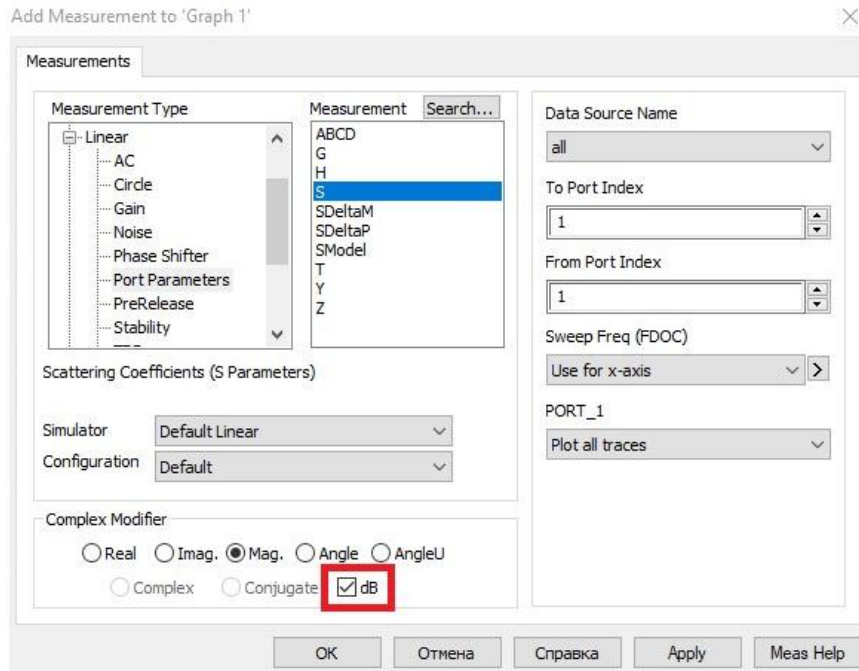 Add Measurement to 'Graph 1'
Measurements
Measurement Type
Linear
AC
Circle
Gain
Noise
Phase Shifter
Port Parameters
PreRelease
Stability
Measurement Search...
ABCD
G
H
S
SDeltaM
SDeltaP
SModel
T
Y
Z
Scattering Coefficients (S Parameters)
Simulator Default Linear
Configuration Default
Data Source Name
all
To Port Index
1
From Port Index
1
Sweep Freq (FDOC)
Use for x-axis >
PORT_1
Plot all traces
Complex Modifier
Real Imag. Mag. Angle AngleU
Complex Conjugate dB
OK Отмена Справка Apply Meas Help